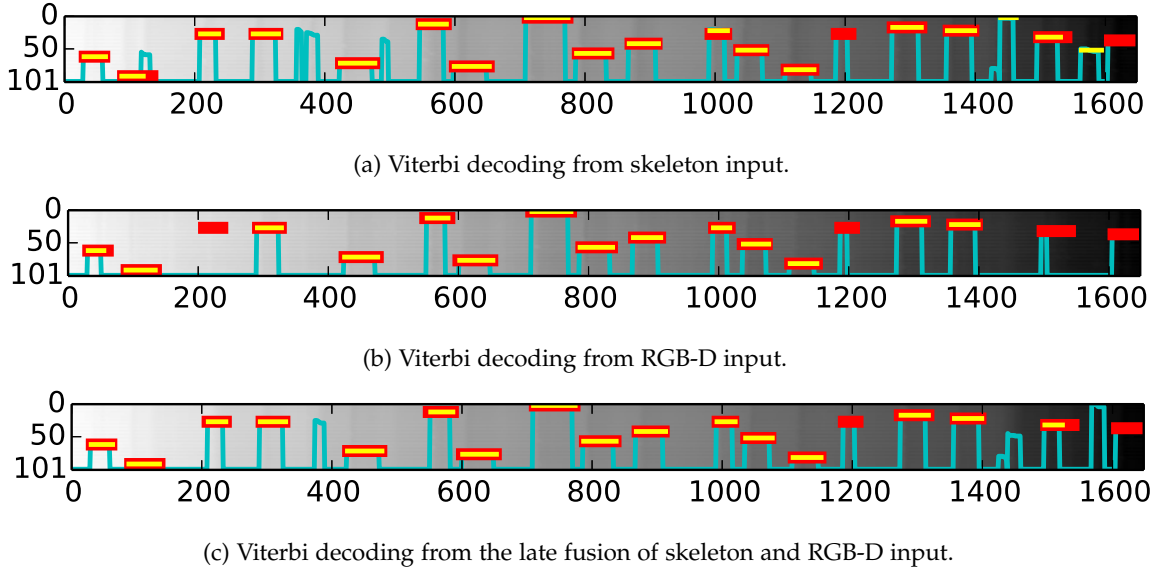 0
50
101
0 200 400 600 800 1000 1200 1400 1600
(a) Viterbi decoding from skeleton input.
0
50
101
0 200 400 600 800 1000 1200 1400 1600
(b) Viterbi decoding from RGB-D input.
0
50
101
0 200 400 600 800 1000 1200 1400 1600
(c) Viterbi decoding from the late fusion of skeleton and RGB-D input.